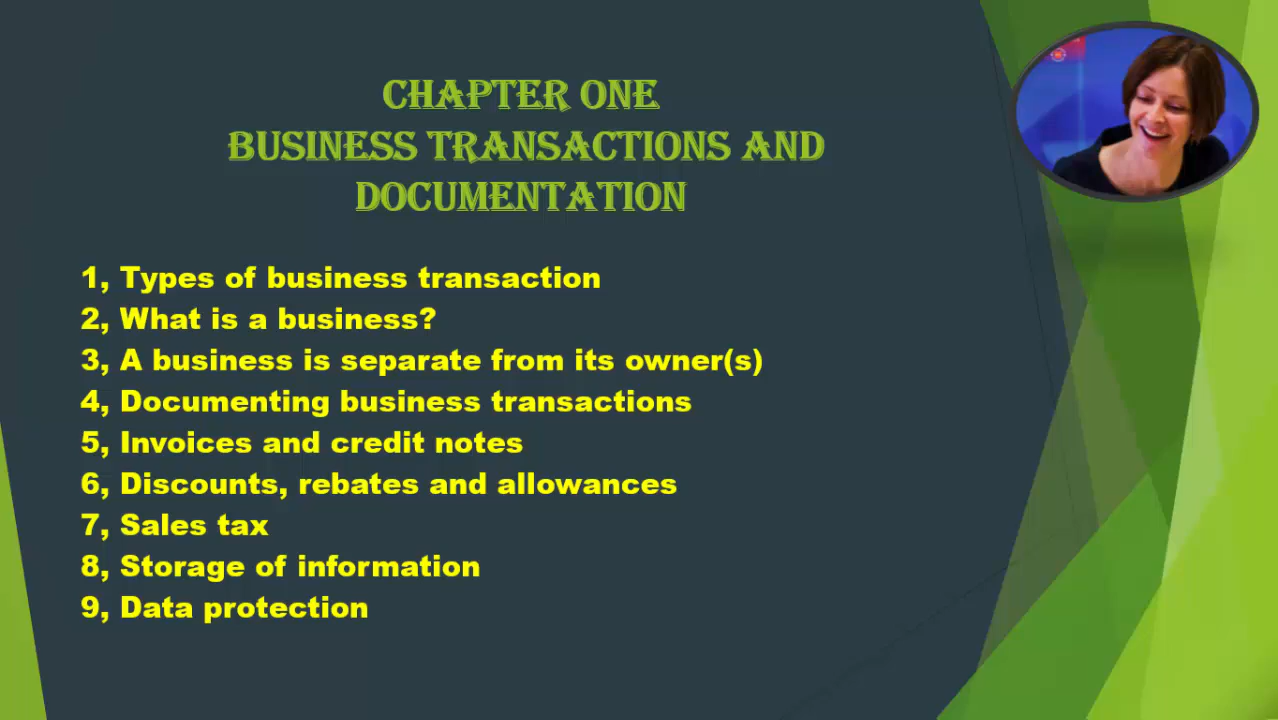 CHAPTER ONE
BUSINESS TRANSACTIONS AND
DOCUMENTATION
1, Types of business transaction
2, What is a business?
3, A business is separate from its owner(s)
4, Documenting business transactions
5, Invoices and credit notes
6, Discounts, rebates and allowances
7, Sales tax
8, Storage of information
9, Data protection